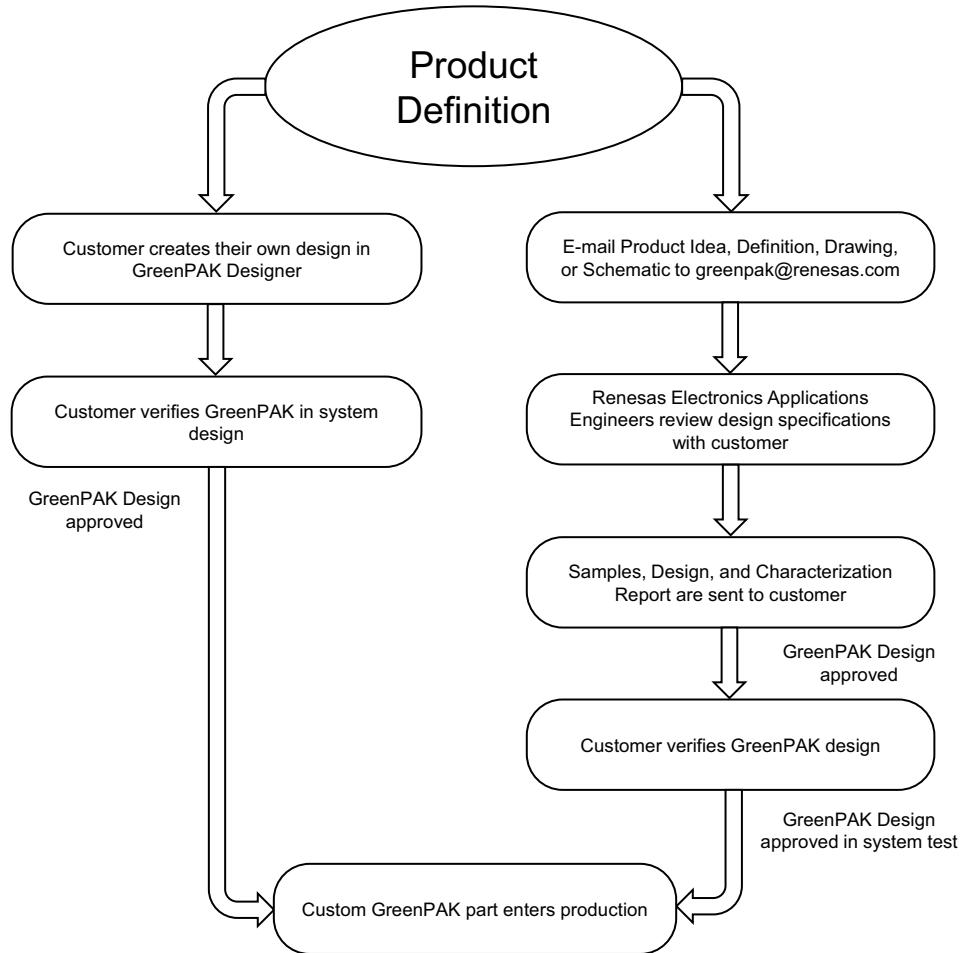 Product
Definition
Customer creates their own design in
GreenPAK Designer
Customer verifies GreenPAK in system
design
GreenPAK Design
approved
E-mail Product Idea, Definition, Drawing,
or Schematic to greenpak@renesas.com
Renesas Electronics Applications
Engineers review design specifications
with customer
Samples, Design, and Characterization
Report are sent to customer
GreenPAK Design
approved
Customer verifies GreenPAK design
GreenPAK Design
approved in system test
Custom GreenPAK part enters production